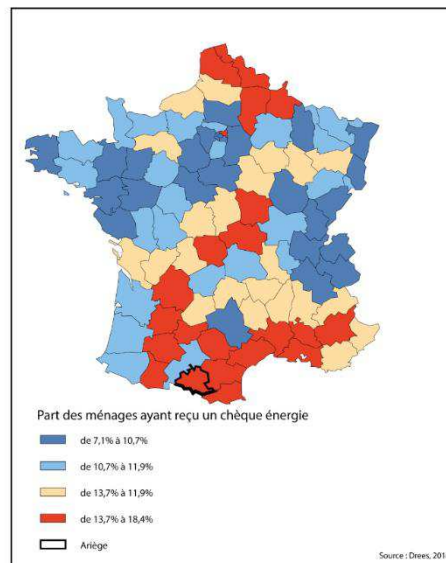 Part des ménages ayant reçu un chèque énergie
de 7,1% à 10,7%
de 10,7% à 11,9%
de 13,7% à 11,9%
de 13,7% à 18,4%
Ariège
Source : Drees, 201